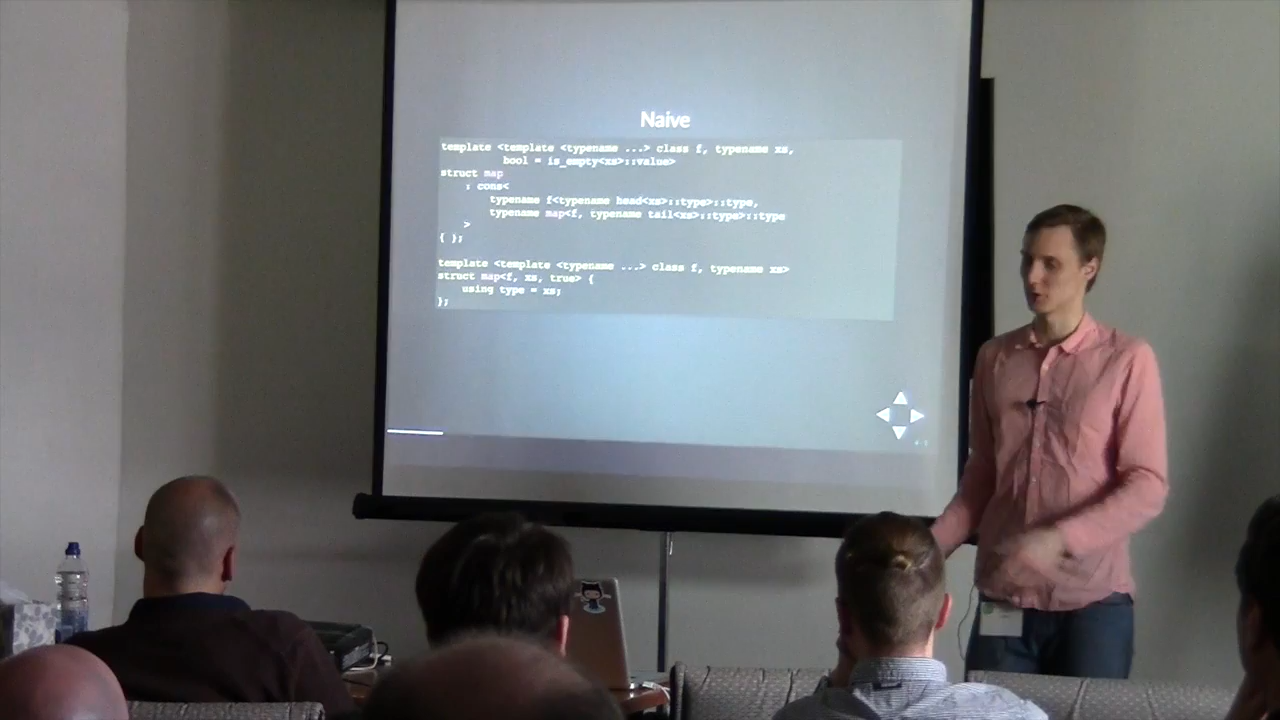 Naive
template <template <typename ...> class f, typename xs,
bool = is_empty<xs>::value>
struct map
: cons<
typename f<typename head<xs>::type>::type,
typename map<f, typename tail<xs>::type>::type
>
{ };
template <template <typename ...> class f, typename xs>
struct map<f, xs, true> {
using type = xs;
};